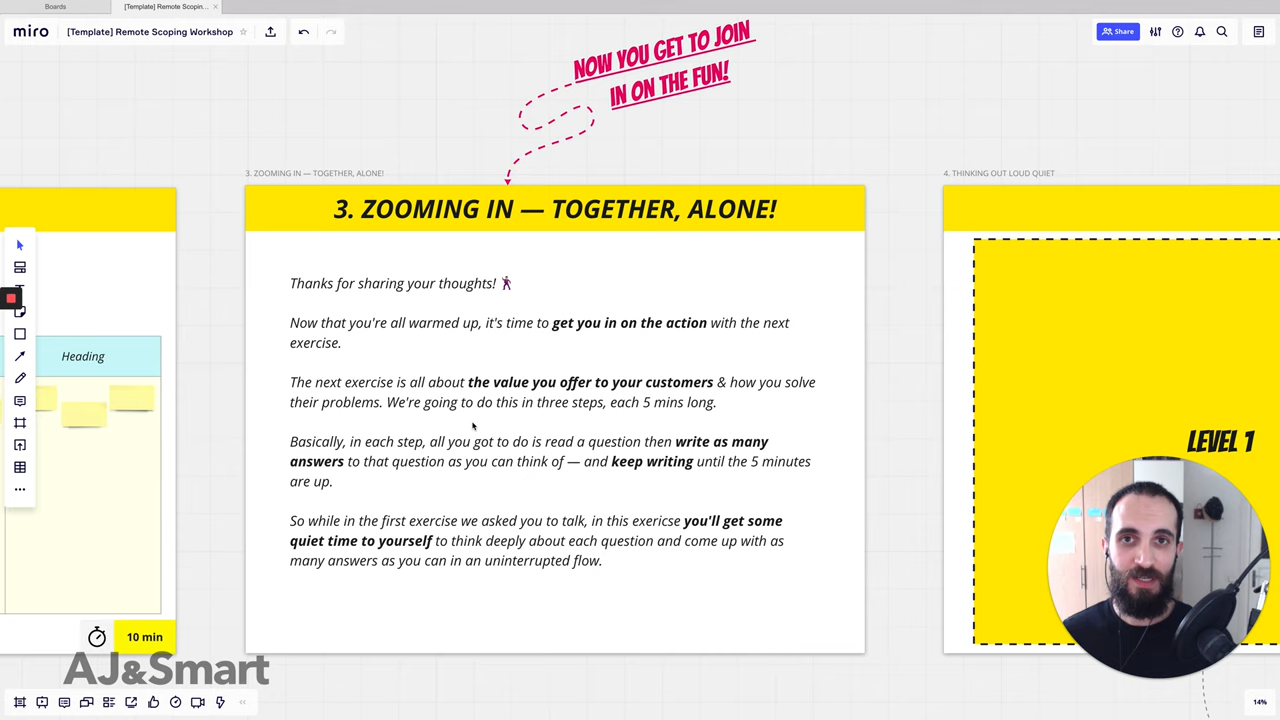 Boards
[Template] Remote Scopin...
miro
[Template] Remote Scoping Workshop
Share
NOW YOU GET TO JOIN
IN ON THE FUN!
3. ZOOMING IN — TOGETHER, ALONE!
4. THINKING OUT LOUD QUIET
3. ZOOMING IN — TOGETHER, ALONE!
Thanks for sharing your thoughts!
Now that you're all warmed up, it's time to get you in on the action with the next
exercise.
The next exercise is all about the value you offer to your customers & how you solve
their problems. We're going to do this in three steps, each 5 mins long.
Basically, in each step, all you got to do is read a question then write as many
answers to that question as you can think of — and keep writing until the 5 minutes
are up.
So while in the first exercise we asked you to talk, in this exericse you'll get some
quiet time to yourself to think deeply about each question and come up with as
many answers as you can in an uninterrupted flow.
Heading
LEVEL 1
10 min
AJ&Smart
14%